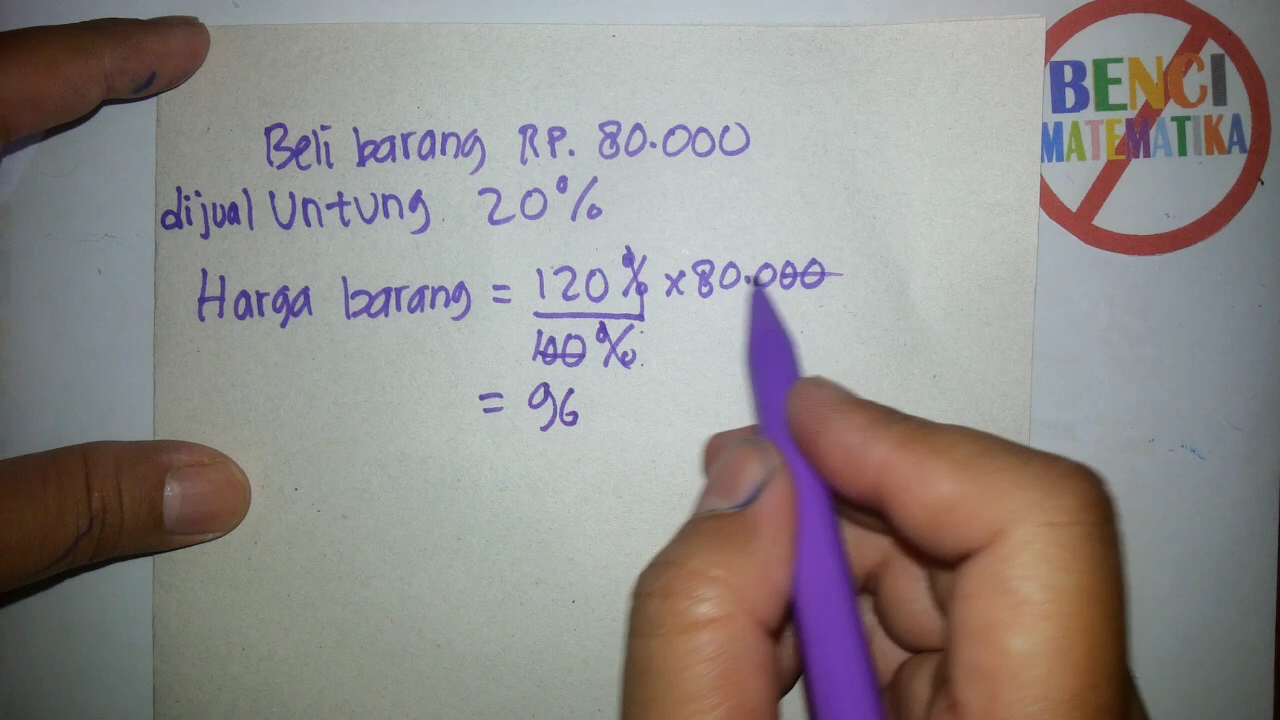 BENCI
MATEMATIKA
Beli barang RP. 80.000
dijual Untung 20%
Harga barang = 120% x 80.000
100%
= 96